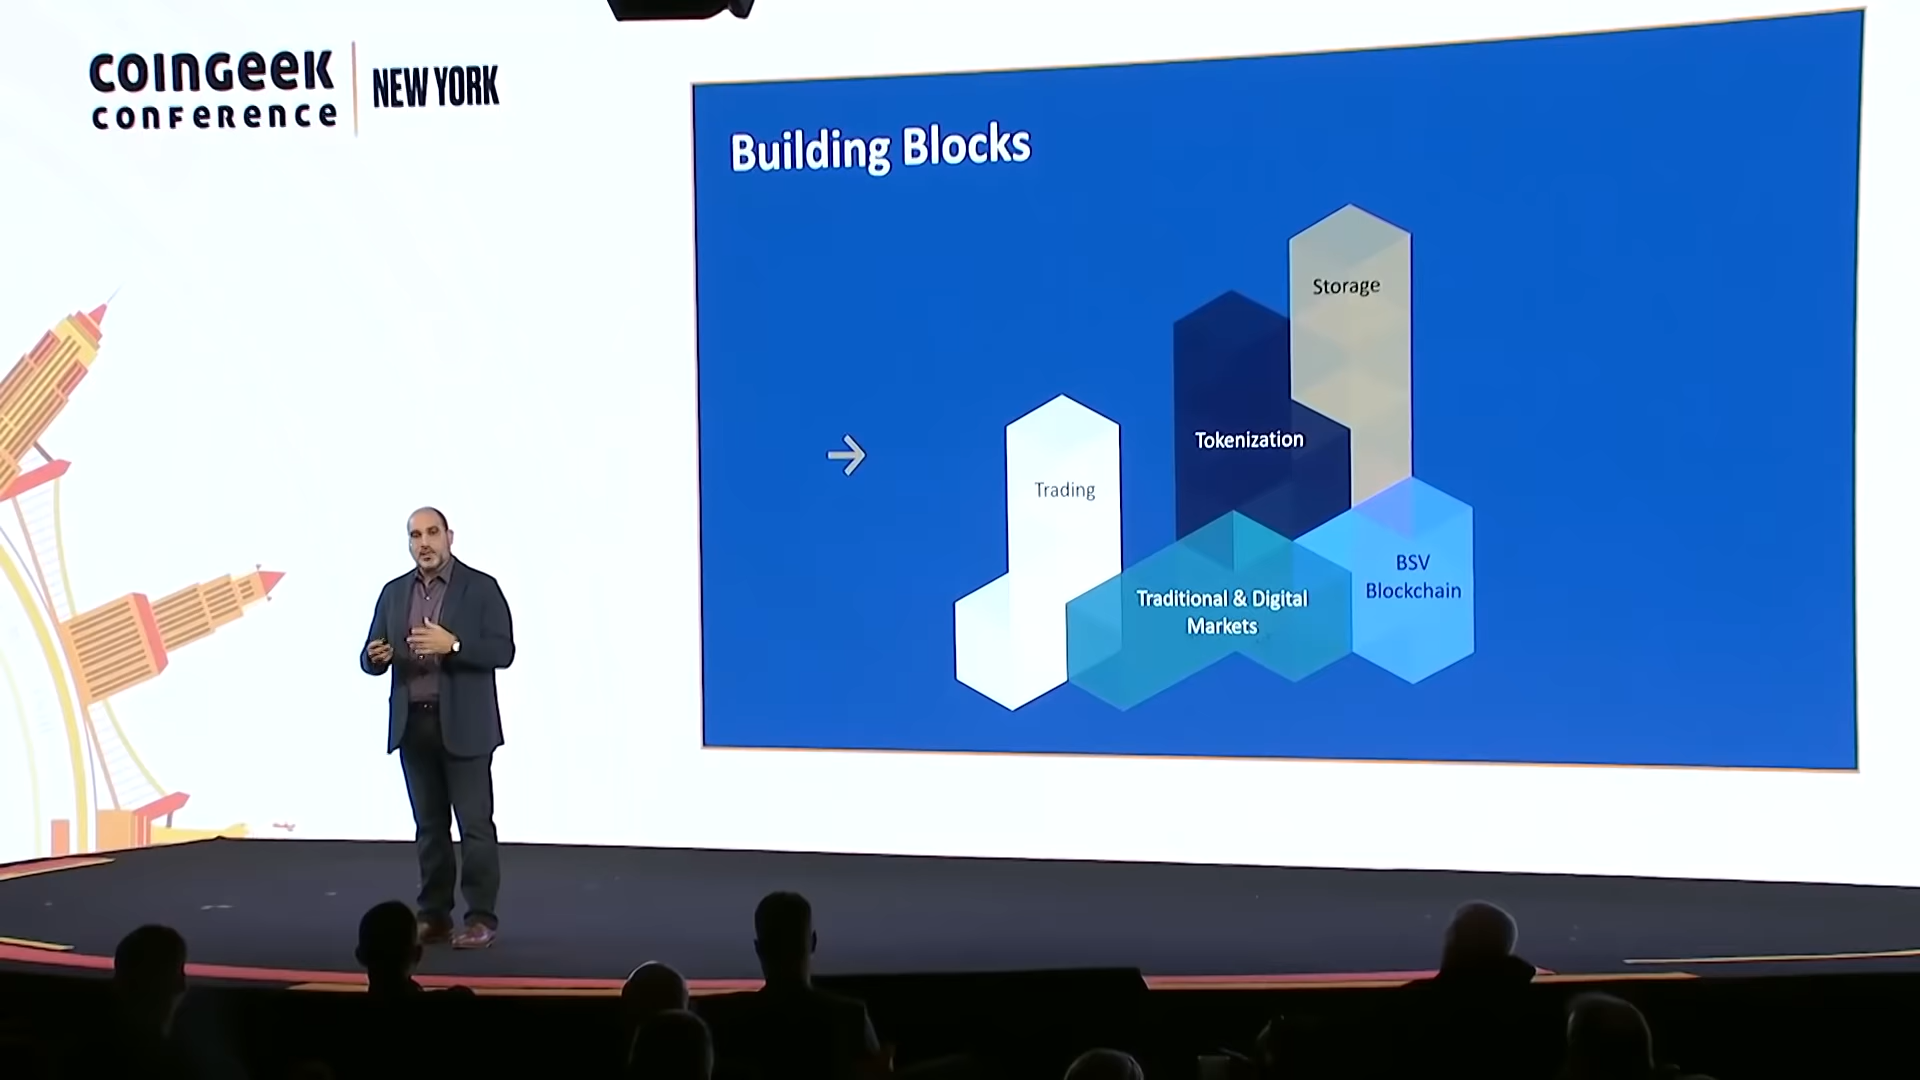 COINGEEK
CONFERENCE
NEW YORK
Building Blocks
Storage
Tokenization
Trading
BSV
Blockchain
Traditional & Digital
Markets